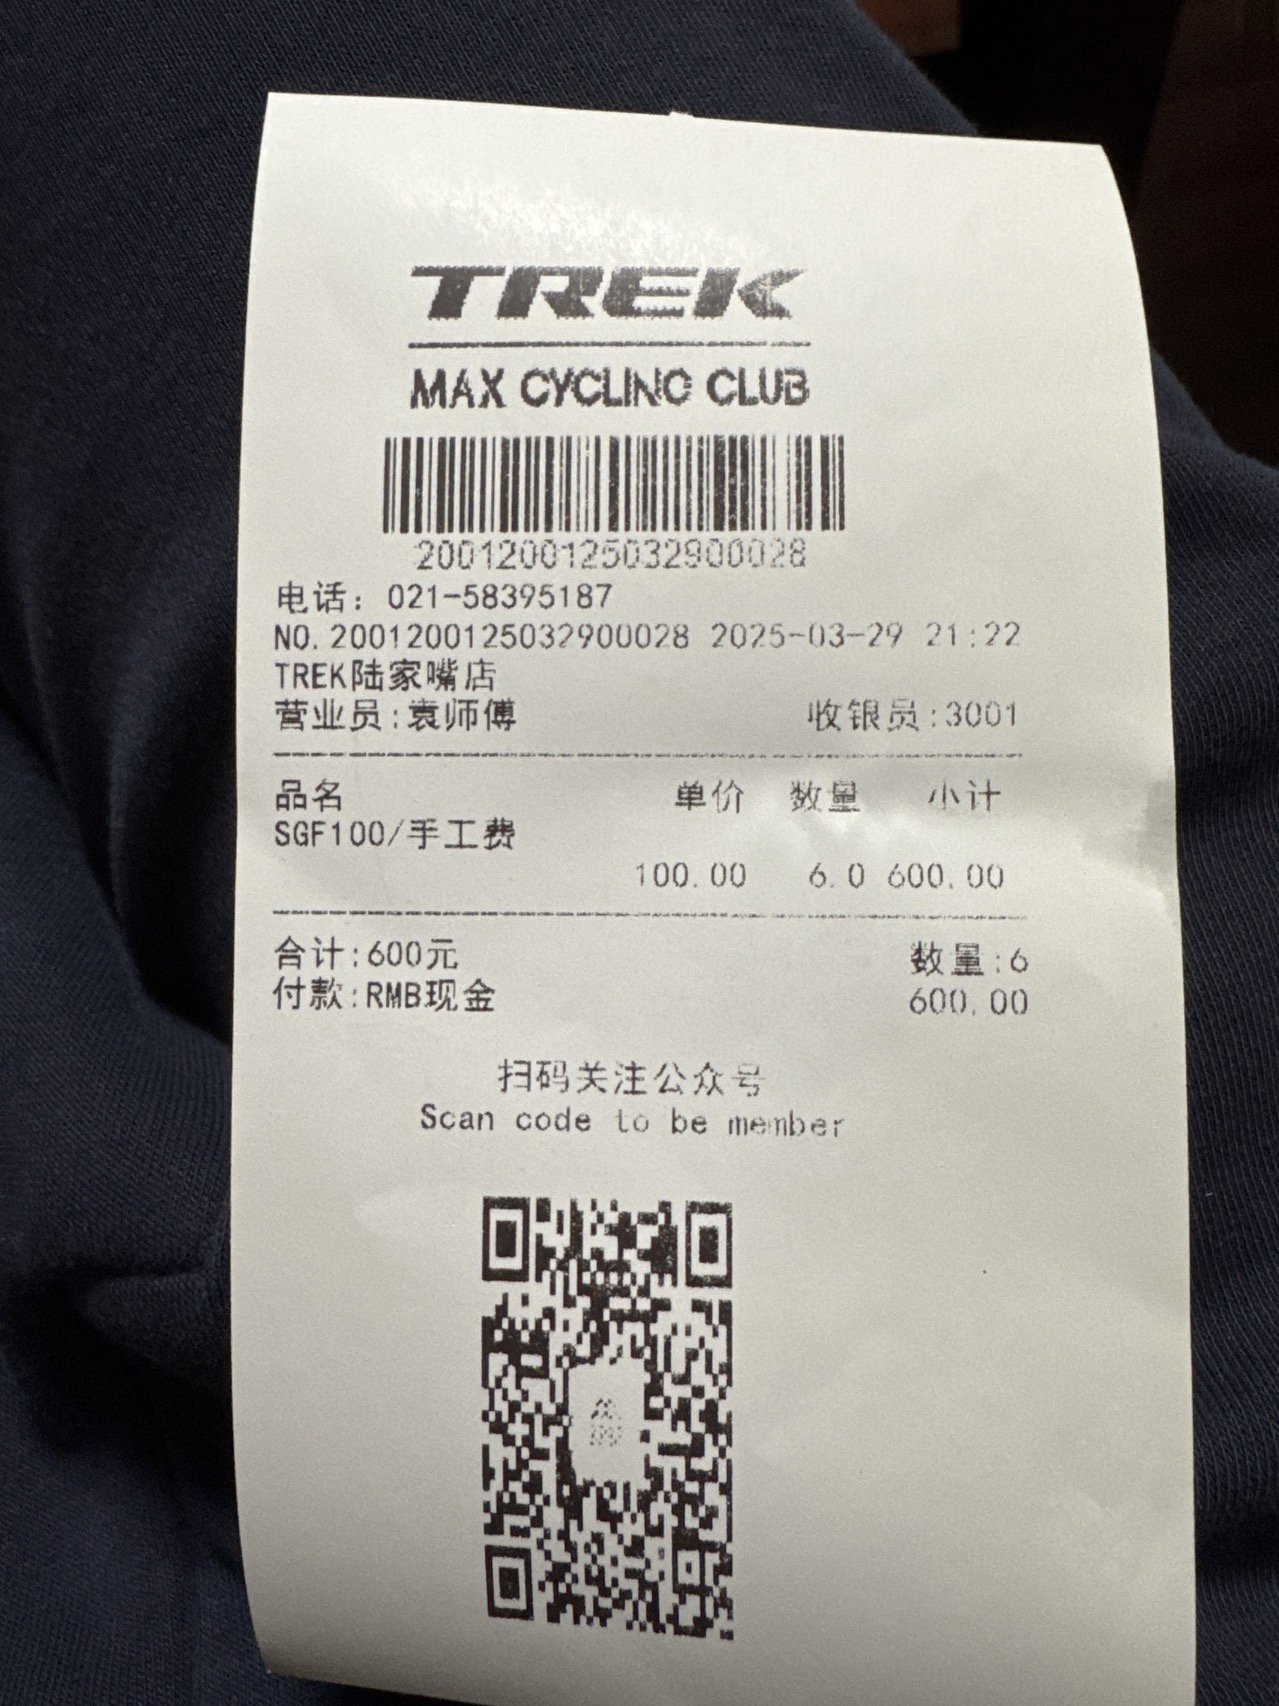 TREK
MAX CYCLING CLUB
2001200125032900028
电话：021-58395187
NO.2001200125032900028 2025-03-29 21:22
TREK陆家嘴店
营业员:袁师傅 收银员:3001
品名 单价 数量 小计
SGF100/手工费
100.00 6.0 600.00
合计:600元 数量:6
付款:RMB现金 600.00
扫码关注公众号
Scan code to be member